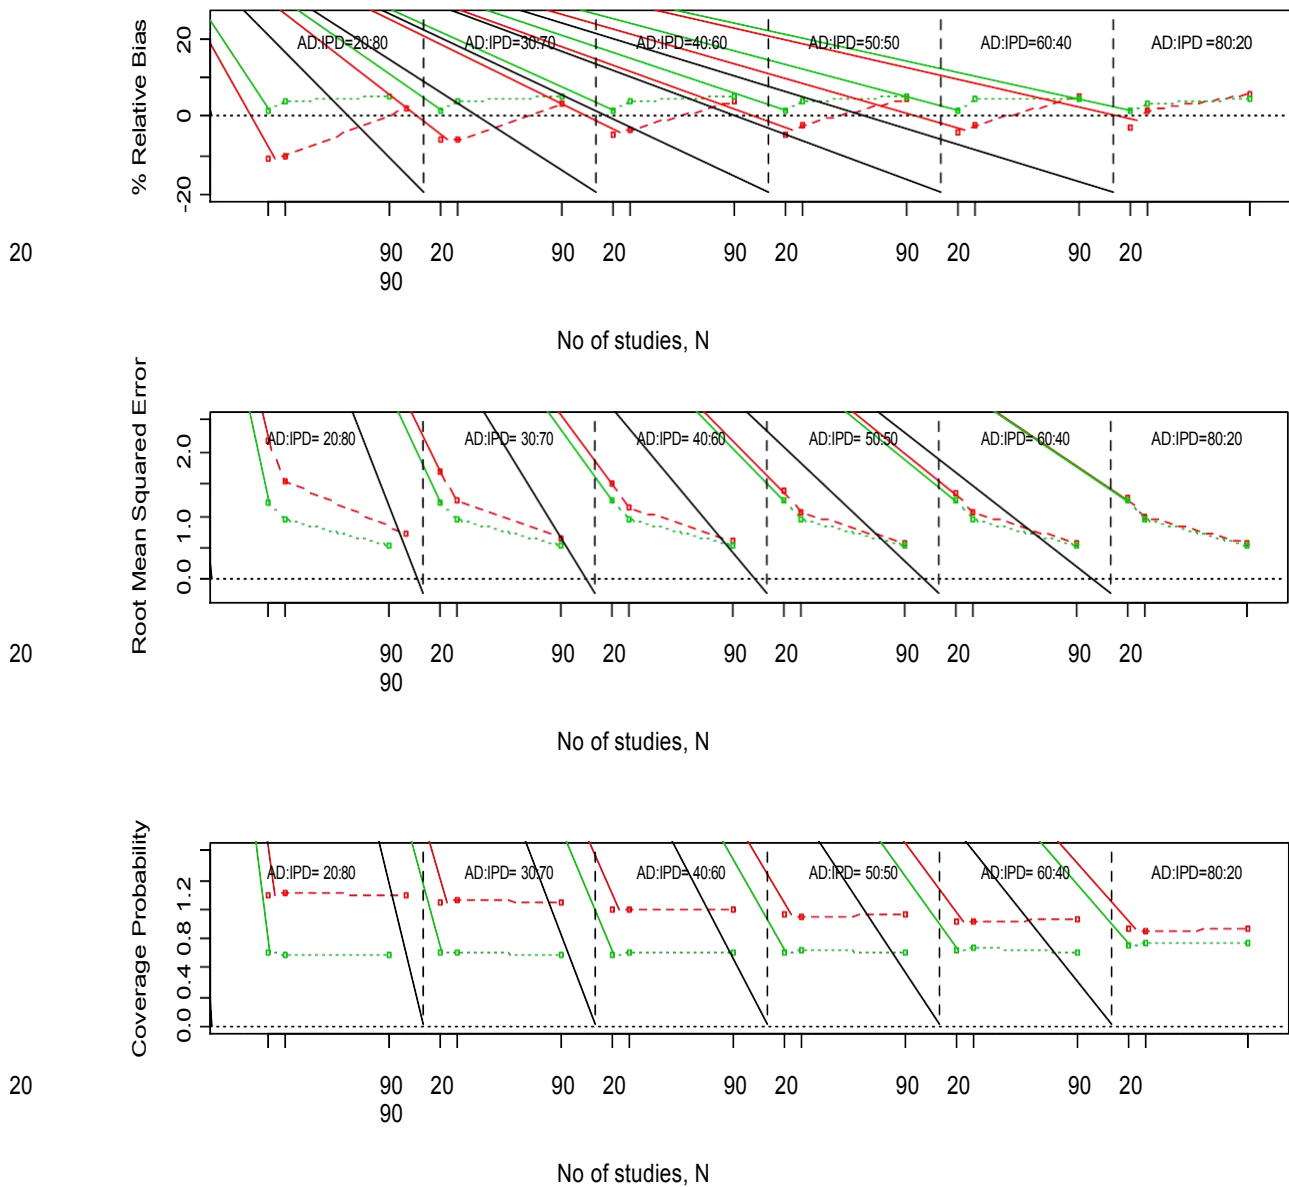 % Relative Bias
20
0
-20
AD:IPD=20:80 AD:IPD=30:70 AD:IPD=40:60 AD:IPD=50:50 AD:IPD=60:40 AD:IPD =80:20
20 90 20 90 20 90 20 90 20 90 20
90
No of studies, N
Root Mean Squared Error
2.0
1.0
0.0
AD:IPD= 20:80 AD:IPD= 30:70 AD:IPD= 40:60 AD:IPD= 50:50 AD:IPD= 60:40 AD:IPD=80:20
20 90 20 90 20 90 20 90 20 90 20
90
No of studies, N
Coverage Probability
1.2
0.8
0.4
0.0
AD:IPD= 20:80 AD:IPD= 30:70 AD:IPD= 40:60 AD:IPD= 50:50 AD:IPD= 60:40 AD:IPD=80:20
20 90 20 90 20 90 20 90 20 90 20
90
No of studies, N